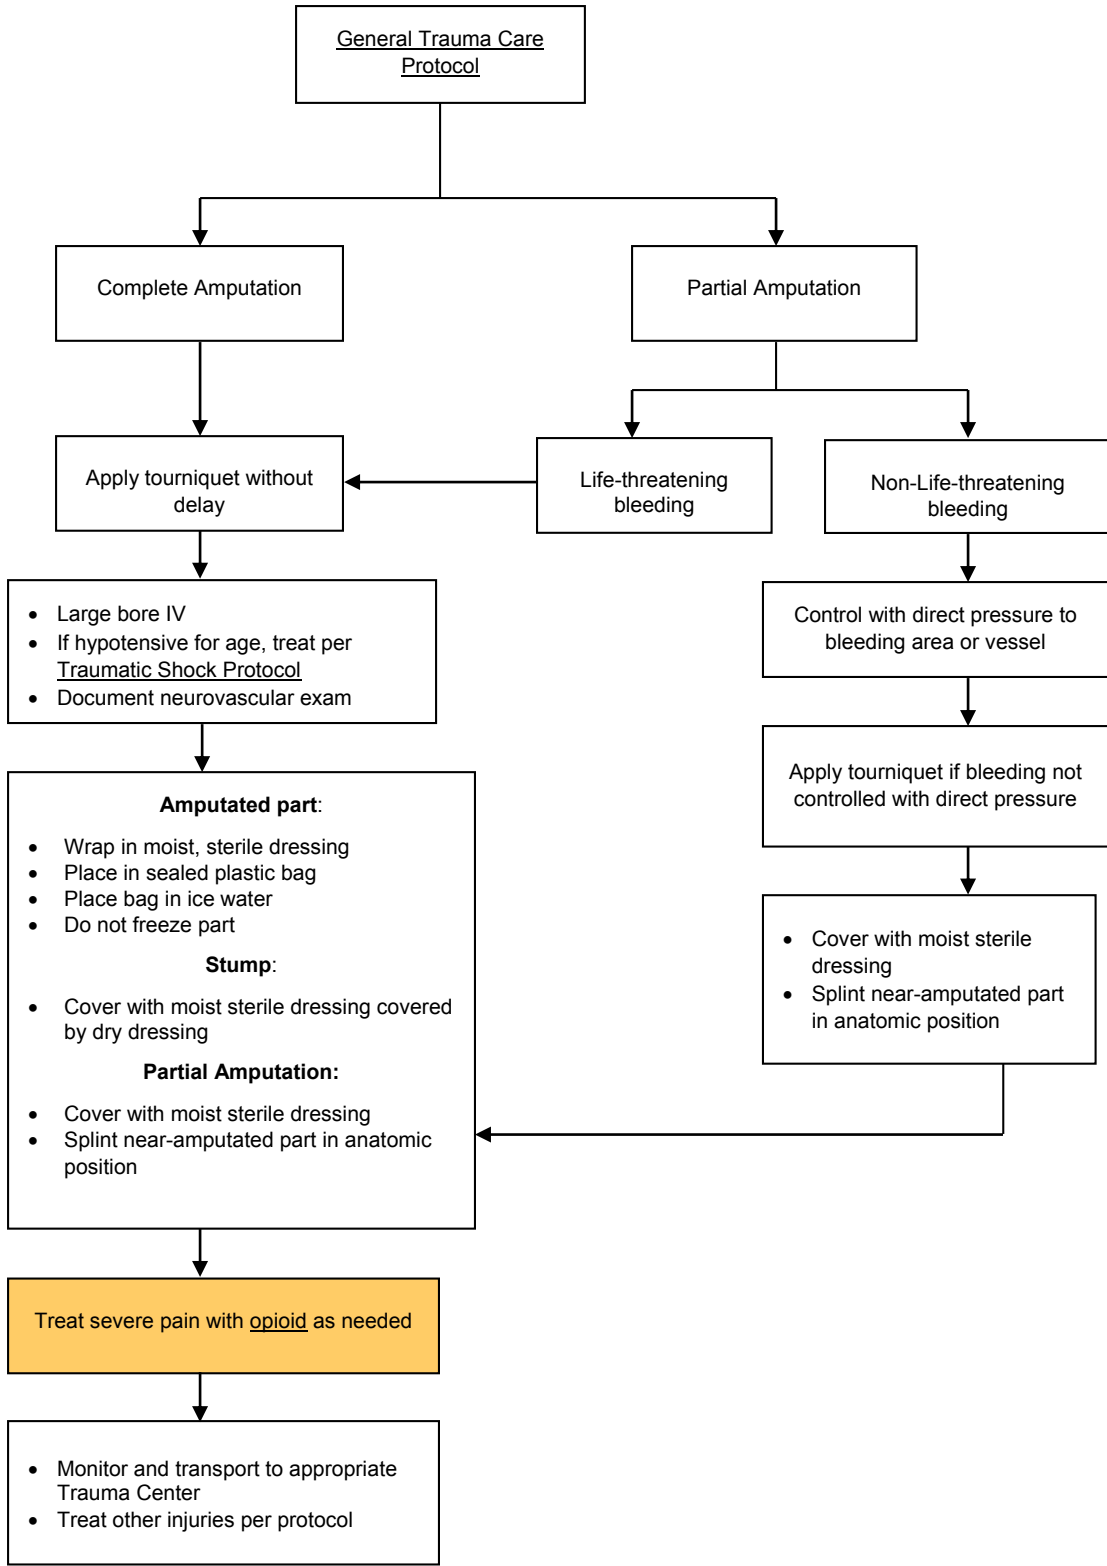 General Trauma Care
Protocol
Complete Amputation
Partial Amputation
Apply tourniquet without
delay
Life-threatening
bleeding
Non-Life-threatening
bleeding
• Large bore IV
• If hypotensive for age, treat per
Traumatic Shock Protocol
• Document neurovascular exam
Control with direct pressure to
bleeding area or vessel
Apply tourniquet if bleeding not
controlled with direct pressure
Amputated part:
• Wrap in moist, sterile dressing
• Place in sealed plastic bag
• Place bag in ice water
• Do not freeze part
Stump:
• Cover with moist sterile dressing covered
by dry dressing
Partial Amputation:
• Cover with moist sterile dressing
• Splint near-amputated part in anatomic
position
• Cover with moist sterile
dressing
• Splint near-amputated part
in anatomic position
Treat severe pain with opioid as needed
• Monitor and transport to appropriate
Trauma Center
• Treat other injuries per protocol